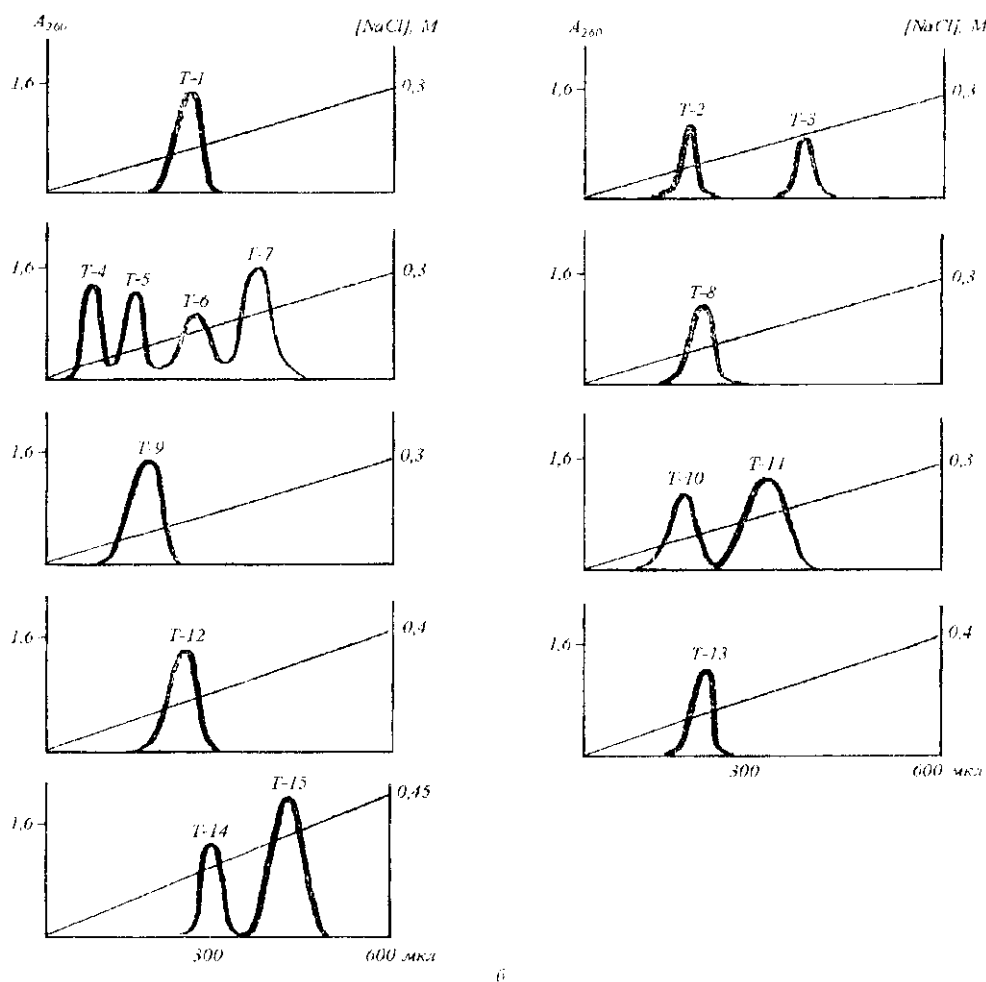 A260 [NaCl], М
1,6 T-1 0,3
A260 [NaCl], М
1,6 T-2 T-3 0,3
1,6 T-4 T-5 T-6 T-7 0,3
1,6 T-8 0,3
1,6 T-9 0,3
1,6 T-10 T-11 0,3
1,6 T-12 0,4
1,6 T-13 0,4
300 600 мкл
1,6 T-14 T-15 0,45
300 600 мкл
б